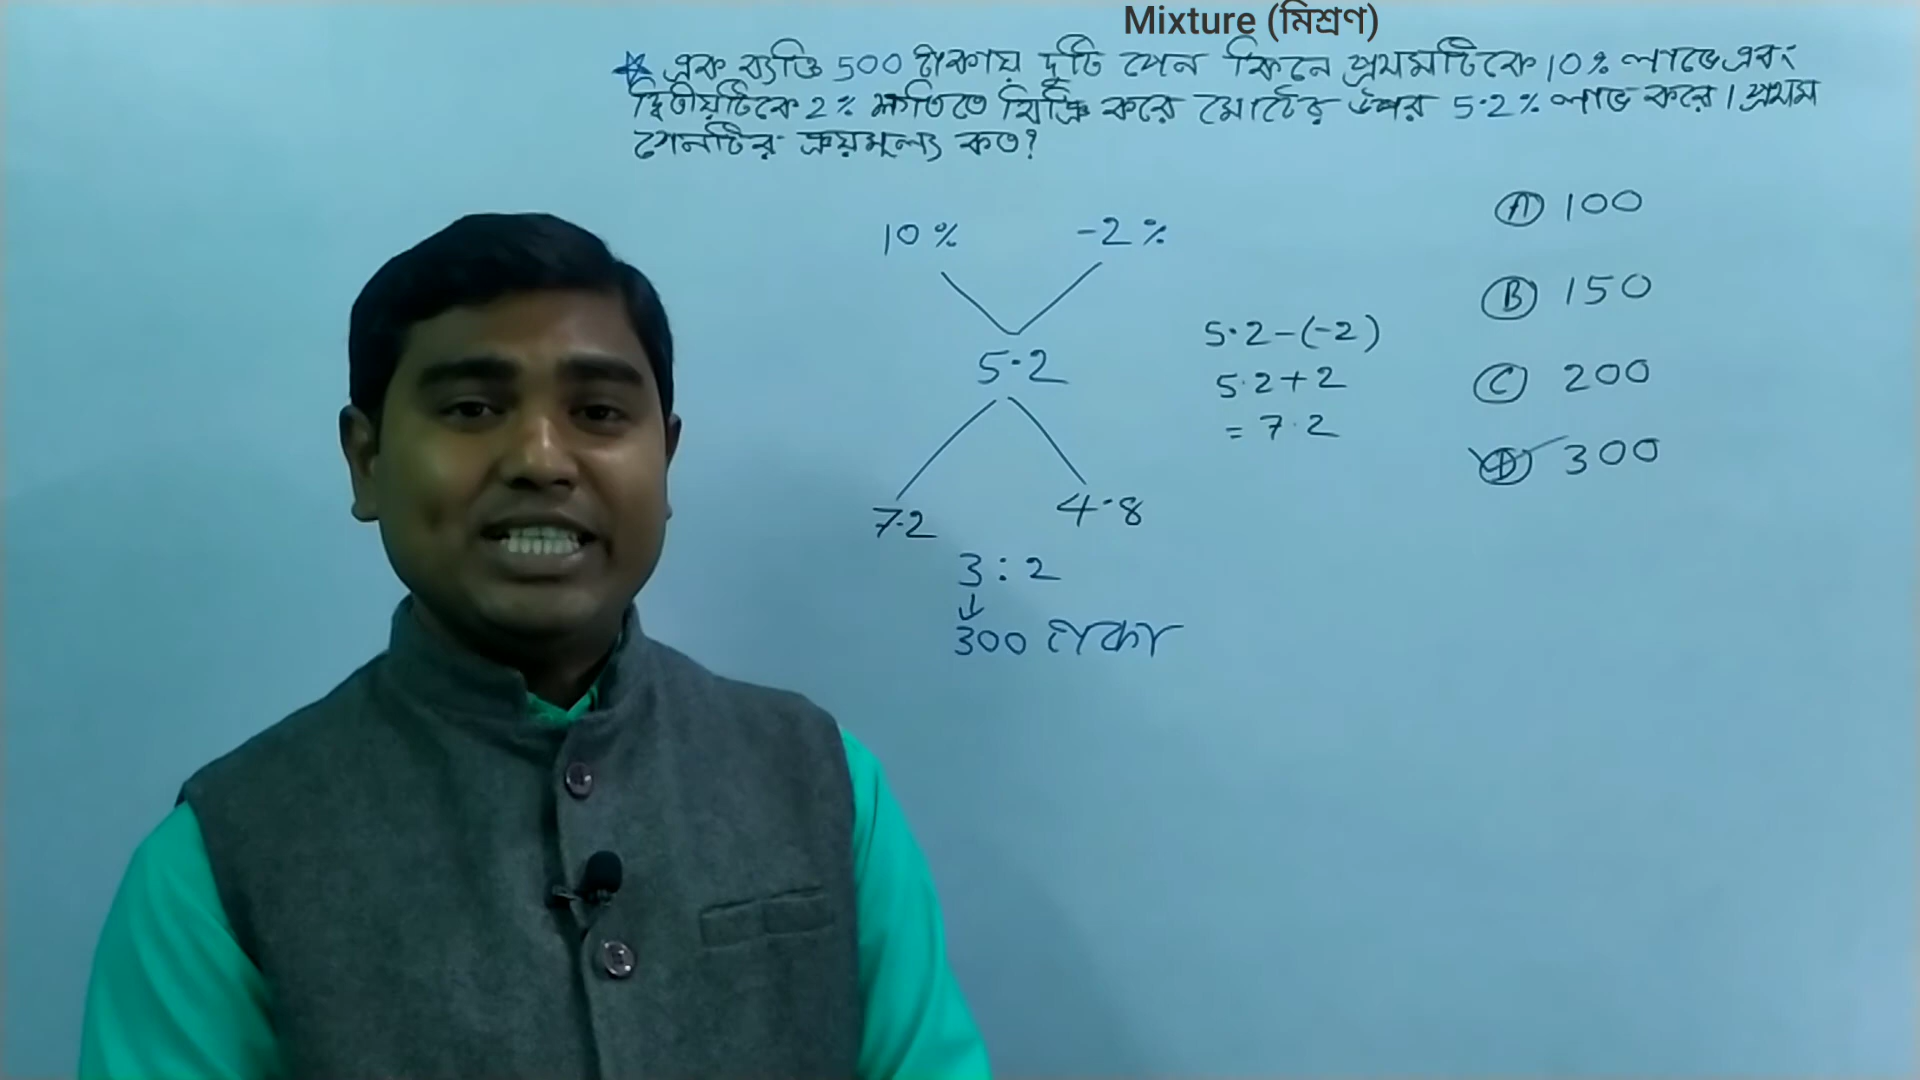 Mixture (মিশ্রণ)
এক ব্যক্তি 500 টাকায় দুটি পেন কিনে প্রথমটিকে 10% লাভে এবং
দ্বিতীয়টিকে 2% ক্ষতিতে বিক্রি করে মোটের উপর 5.2% লাভ করে। প্রথম
পেনটির ক্রয়মূল্য কত?
10% -2%
5.2
7.2 4.8
3 : 2
300 টাকা
5.2-(-2)
5.2+2
= 7.2
A 100
B 150
C 200
D 300